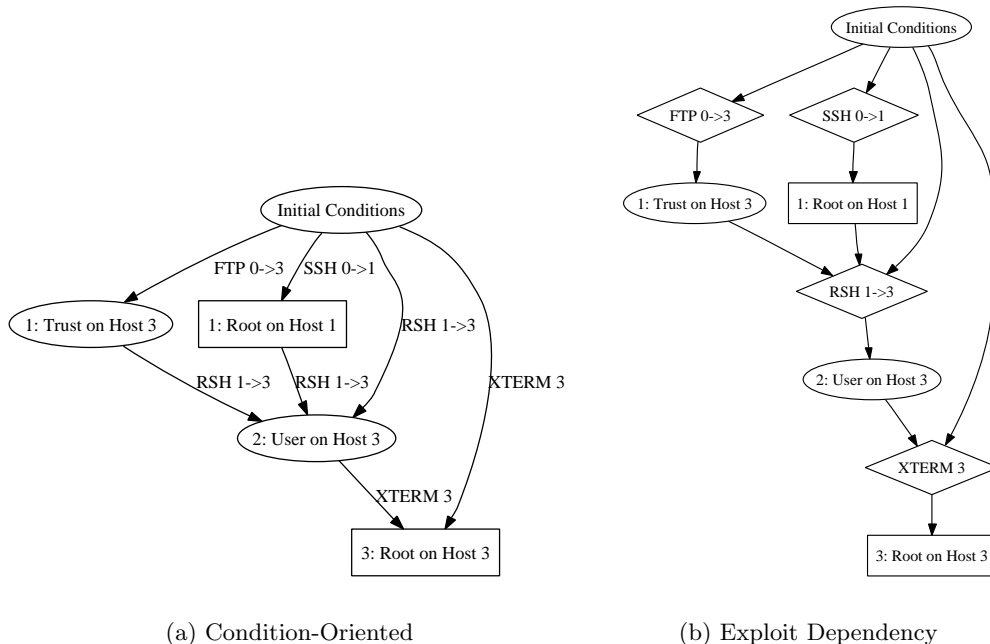 Initial Conditions
FTP 0->3
SSH 0->1
1: Trust on Host 3
1: Root on Host 1
RSH 1->3
RSH 1->3
RSH 1->3
XTERM 3
2: User on Host 3
XTERM 3
3: Root on Host 3
(a) Condition-Oriented
Initial Conditions
FTP 0->3
SSH 0->1
1: Trust on Host 3
1: Root on Host 1
RSH 1->3
2: User on Host 3
XTERM 3
3: Root on Host 3
(b) Exploit Dependency